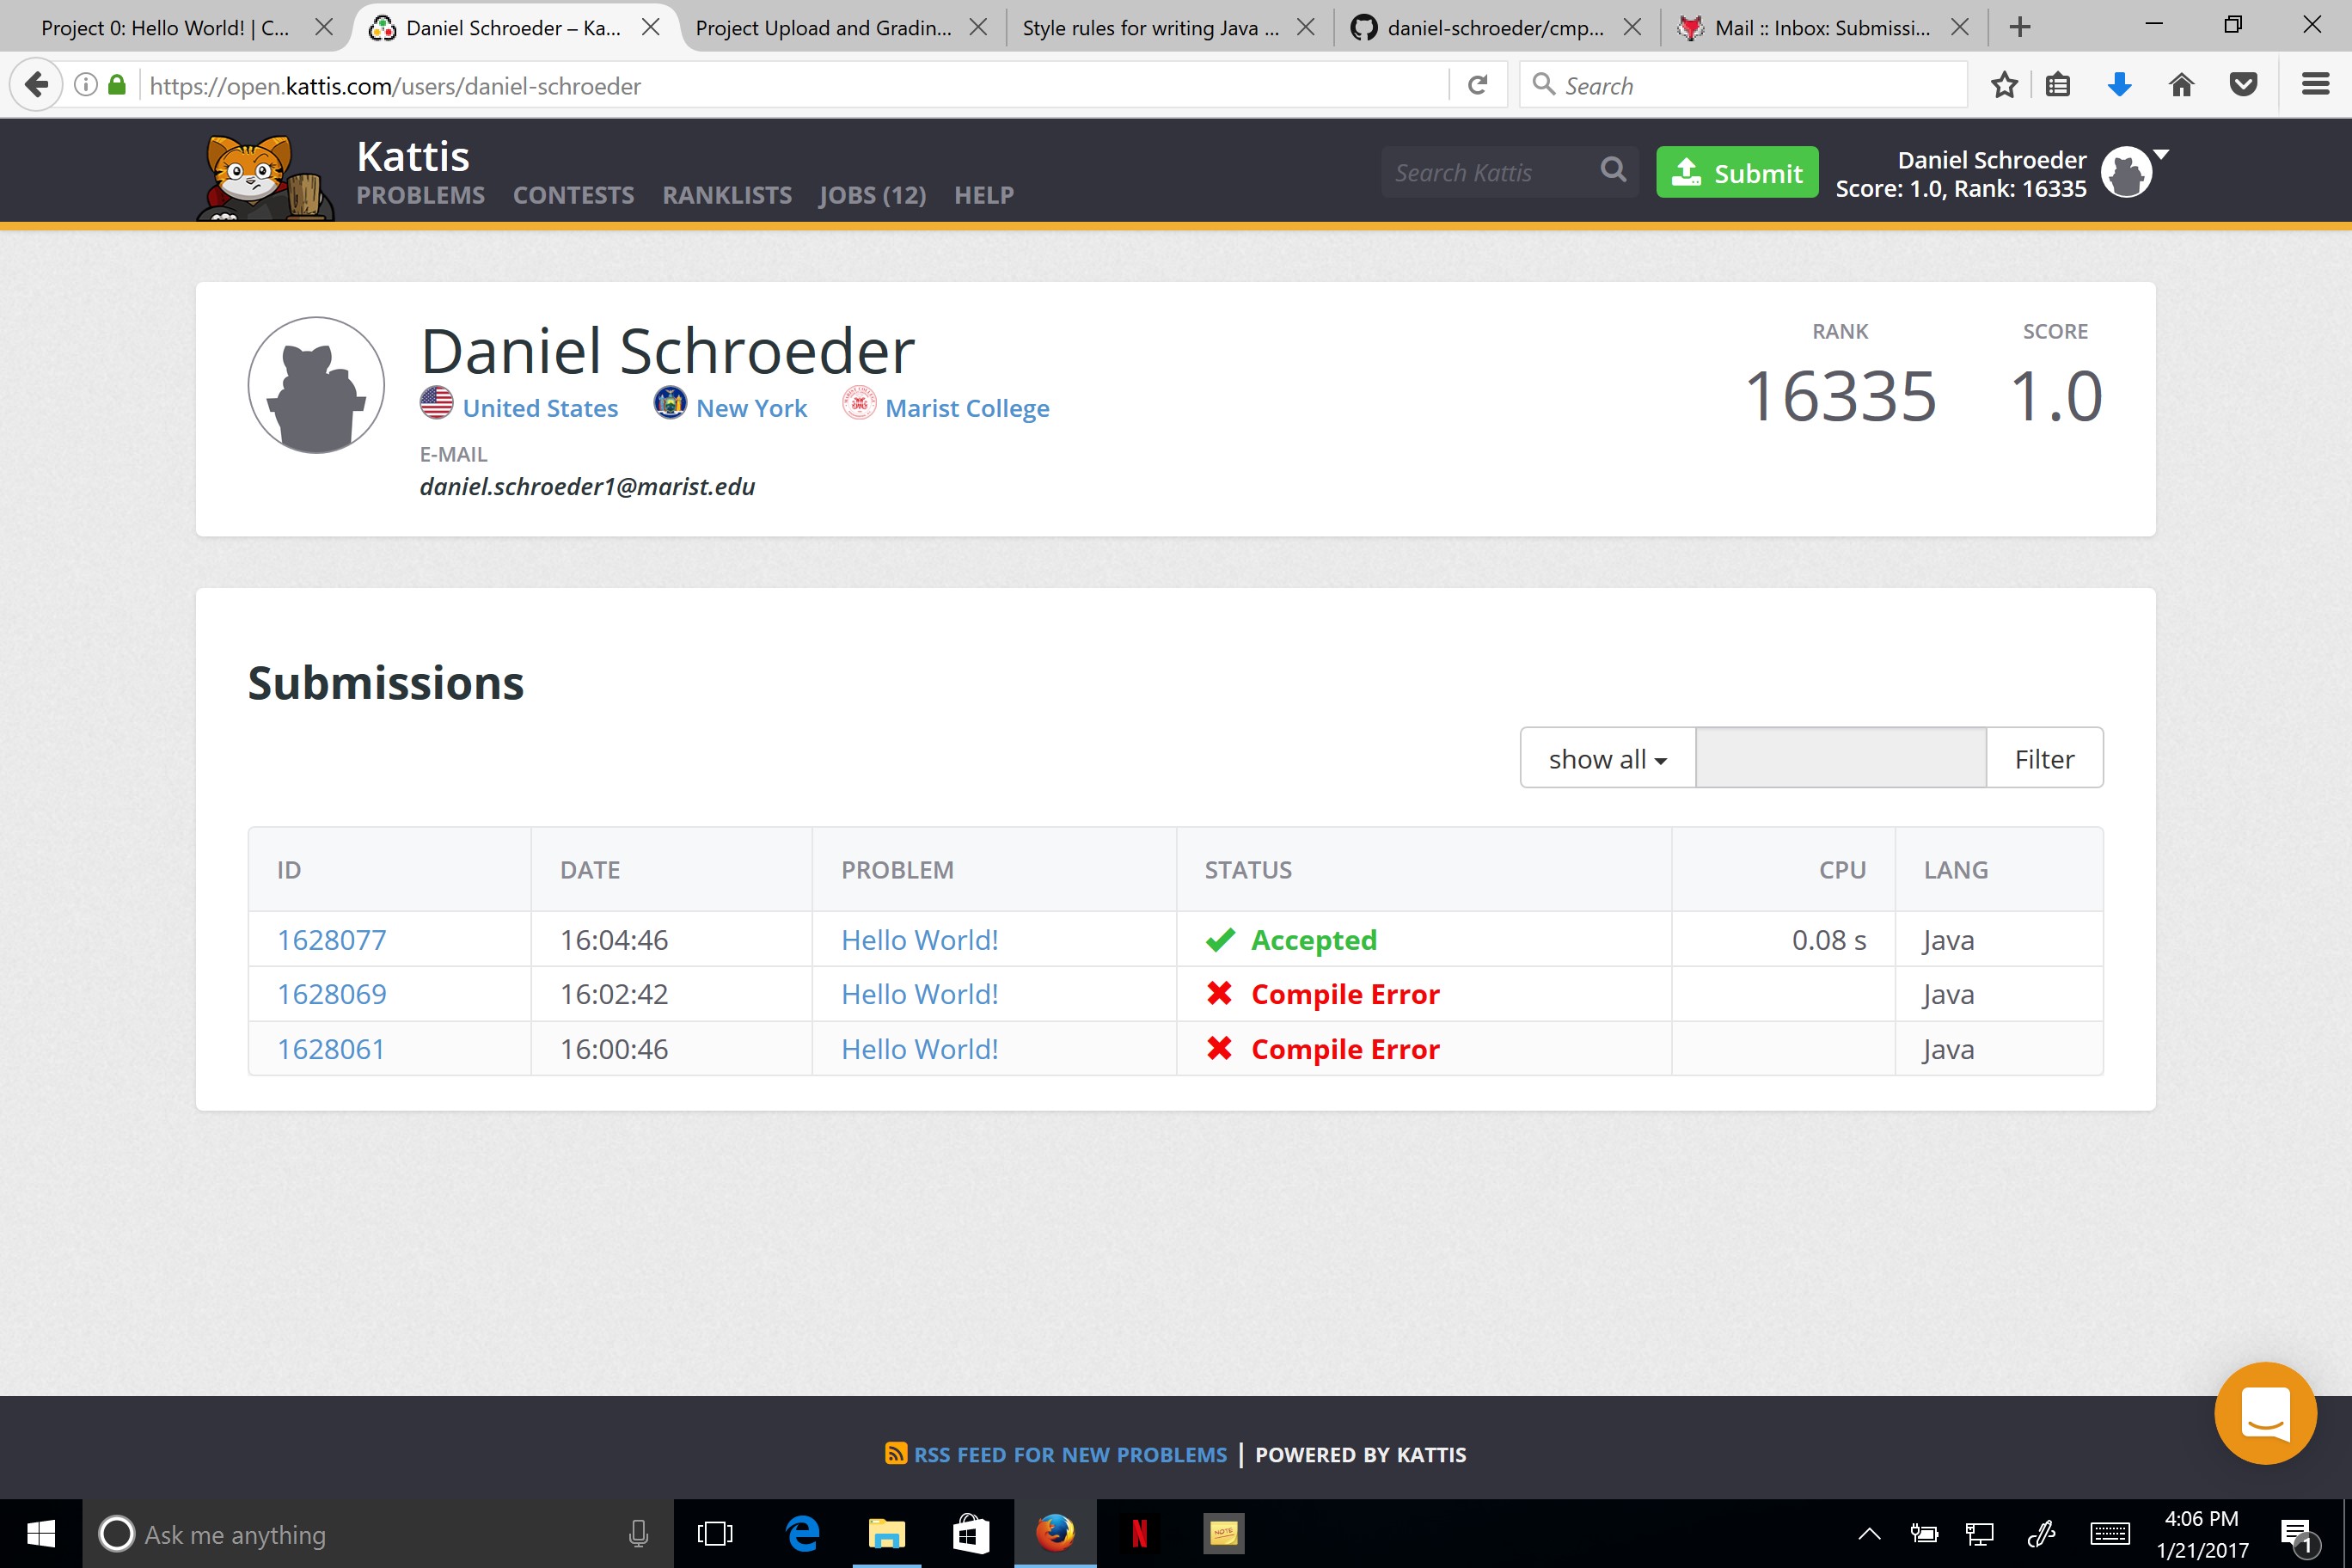 Project 0: Hello World! | C...
Daniel Schroeder – Ka...
Project Upload and Gradin...
Style rules for writing Java ...
daniel-schroeder/cmp...
Mail :: Inbox: Submissi...
https://open.kattis.com/users/daniel-schroeder
Search
Kattis
PROBLEMS CONTESTS RANKLISTS JOBS (12) HELP
Search Kattis
Submit
Daniel Schroeder
Score: 1.0, Rank: 16335
Daniel Schroeder
United States New York Marist College
E-MAIL
daniel.schroeder1@marist.edu
RANK SCORE
16335 1.0
Submissions
show all Filter
ID DATE PROBLEM STATUS CPU LANG
1628077 16:04:46 Hello World! Accepted 0.08 s Java
1628069 16:02:42 Hello World! Compile Error Java
1628061 16:00:46 Hello World! Compile Error Java
RSS FEED FOR NEW PROBLEMS | POWERED BY KATTIS
Ask me anything
N
NOTE
4:06 PM
1/21/2017
1